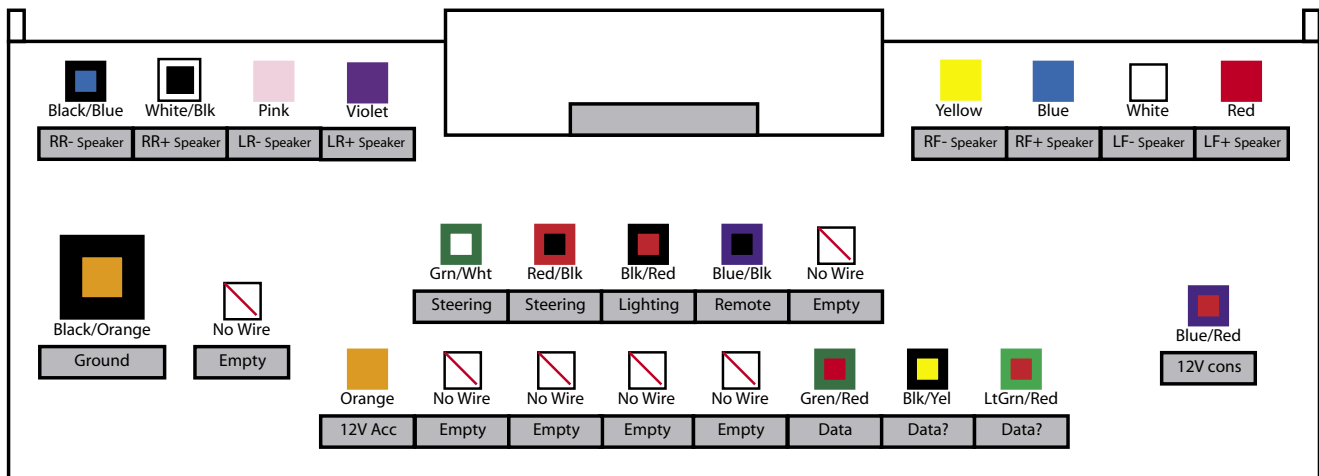 Black/Blue White/Blk Pink Violet Yellow Blue White Red
RR- Speaker RR+ Speaker LR- Speaker LR+ Speaker RF- Speaker RF+ Speaker LF- Speaker LF+ Speaker
Grn/Wht Red/Blk Blk/Red Blue/Blk No Wire
Steering Steering Lighting Remote Empty
Black/Orange No Wire Blue/Red
Ground Empty 12V cons
Orange No Wire No Wire No Wire No Wire Gren/Red Blk/Yel LtGrn/Red
12V Acc Empty Empty Empty Empty Data Data? Data?